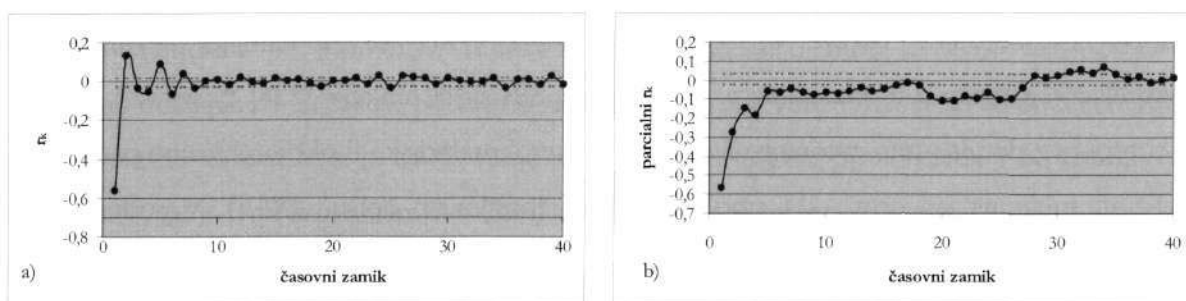 0,2
0
-0,2
-0,4
-0,6
-0,8
rk
0 10 20 30 40
a)
časovni zamik
0,2
0,1
0
-0,1
-0,2
-0,3
-0,4
-0,5
-0,6
-0,7
parcialni rk
0 10 20 30 40
b)
časovni zamik